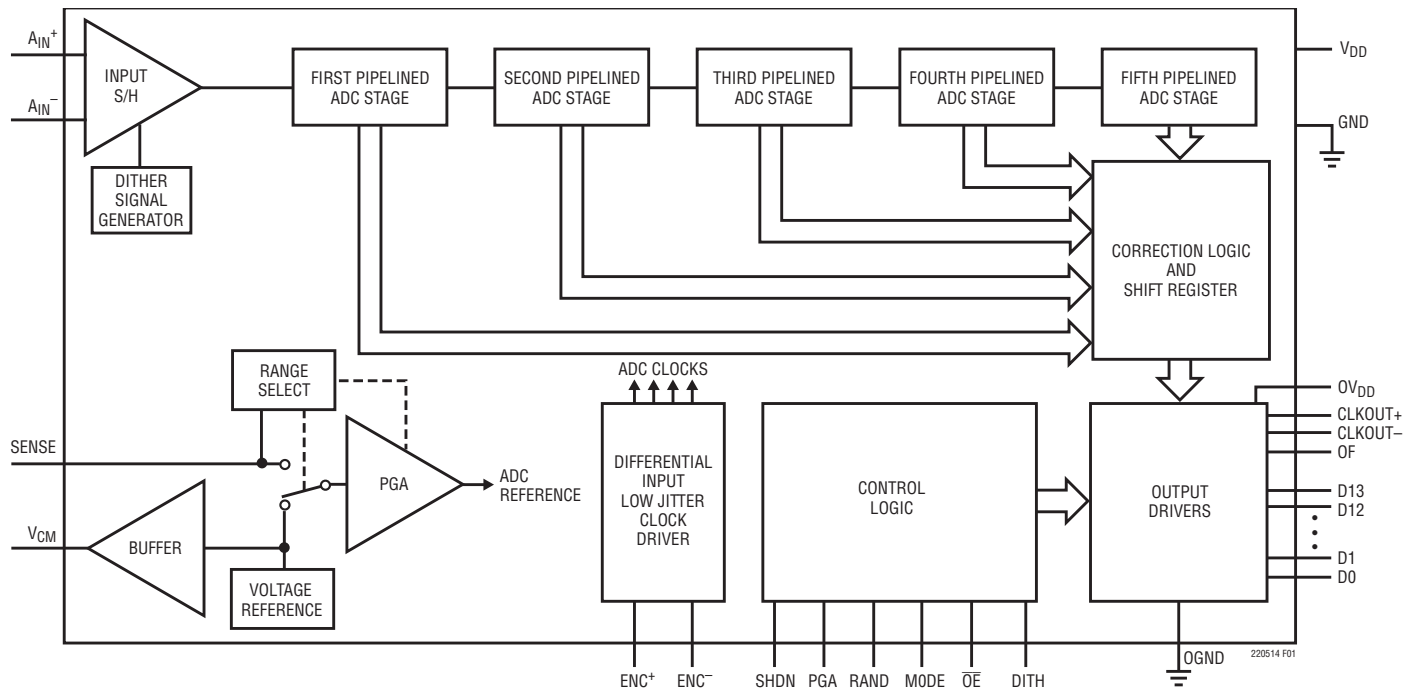 AIN+
AIN−
INPUT
S/H
DITHER
SIGNAL
GENERATOR
FIRST PIPELINED
ADC STAGE
SECOND PIPELINED
ADC STAGE
THIRD PIPELINED
ADC STAGE
FOURTH PIPELINED
ADC STAGE
FIFTH PIPELINED
ADC STAGE
VDD
GND
CORRECTION LOGIC
AND
SHIFT REGISTER
RANGE
SELECT
SENSE
VCM
BUFFER
VOLTAGE
REFERENCE
PGA
ADC
REFERENCE
ADC CLOCKS
DIFFERENTIAL
INPUT
LOW JITTER
CLOCK
DRIVER
CONTROL
LOGIC
OUTPUT
DRIVERS
OVDD
CLKOUT+
CLKOUT–
OF
D13
D12
D1
D0
OGND
ENC+
ENC−
SHDN
PGA
RAND
MODE
O̅E̅
DITH
220514 F01